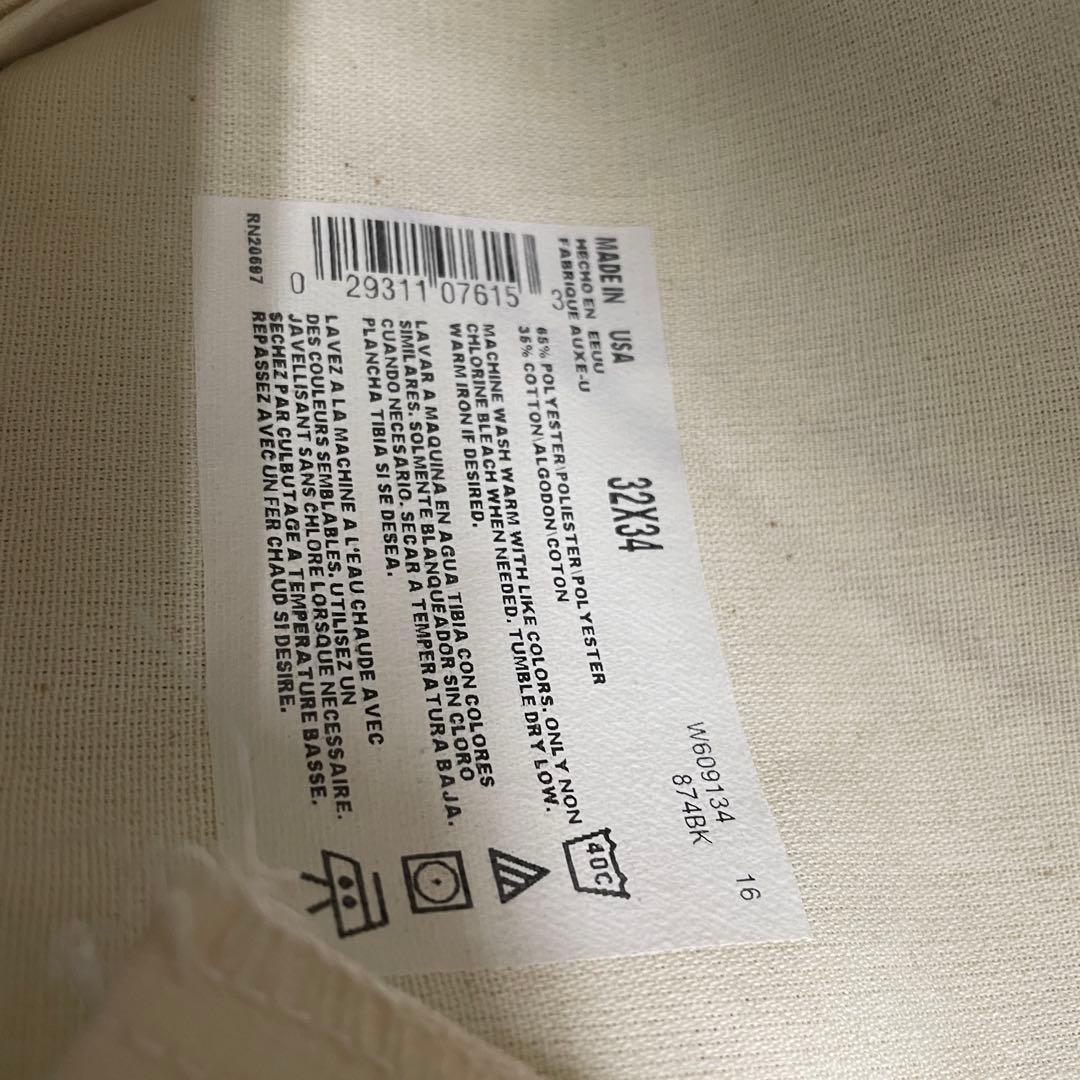 MADE IN USA
HECHO EN EEUU
FABRIQUE AUXE-U
32X34
W609134
874BK
16
65% POLYESTER\POLIESTER\POLYESTER
35% COTTON\ALGODON\COTON
MACHINE WASH WARM WITH LIKE COLORS. ONLY NON
CHLORINE BLEACH WHEN NEEDED. TUMBLE DRY LOW.
WARM IRON IF DESIRED.
LAVAR A MAQUINA EN AGUA TIBIA CON COLORES
SIMILARES. SOLMENTE BLANQUEADOR SIN CLORO
CUANDO NECESARIO. SECAR A TEMPERATURA BAJA.
PLANCHA TIBIA SI SE DESEA.
LAVEZ A LA MACHINE A L'EAU CHAUDE AVEC
DES COULEURS SEMBLABLES. UTILISEZ UN
JAVELLISANT SANS CHLORE LORSQUE NECESSAIRE.
SECHEZ PAR CULBUTAGE A TEMPERATURE BASSE.
REPASSEZ AVEC UN FER CHAUD SI DESIRE.
0 29311 07615 3
RN20697
40C